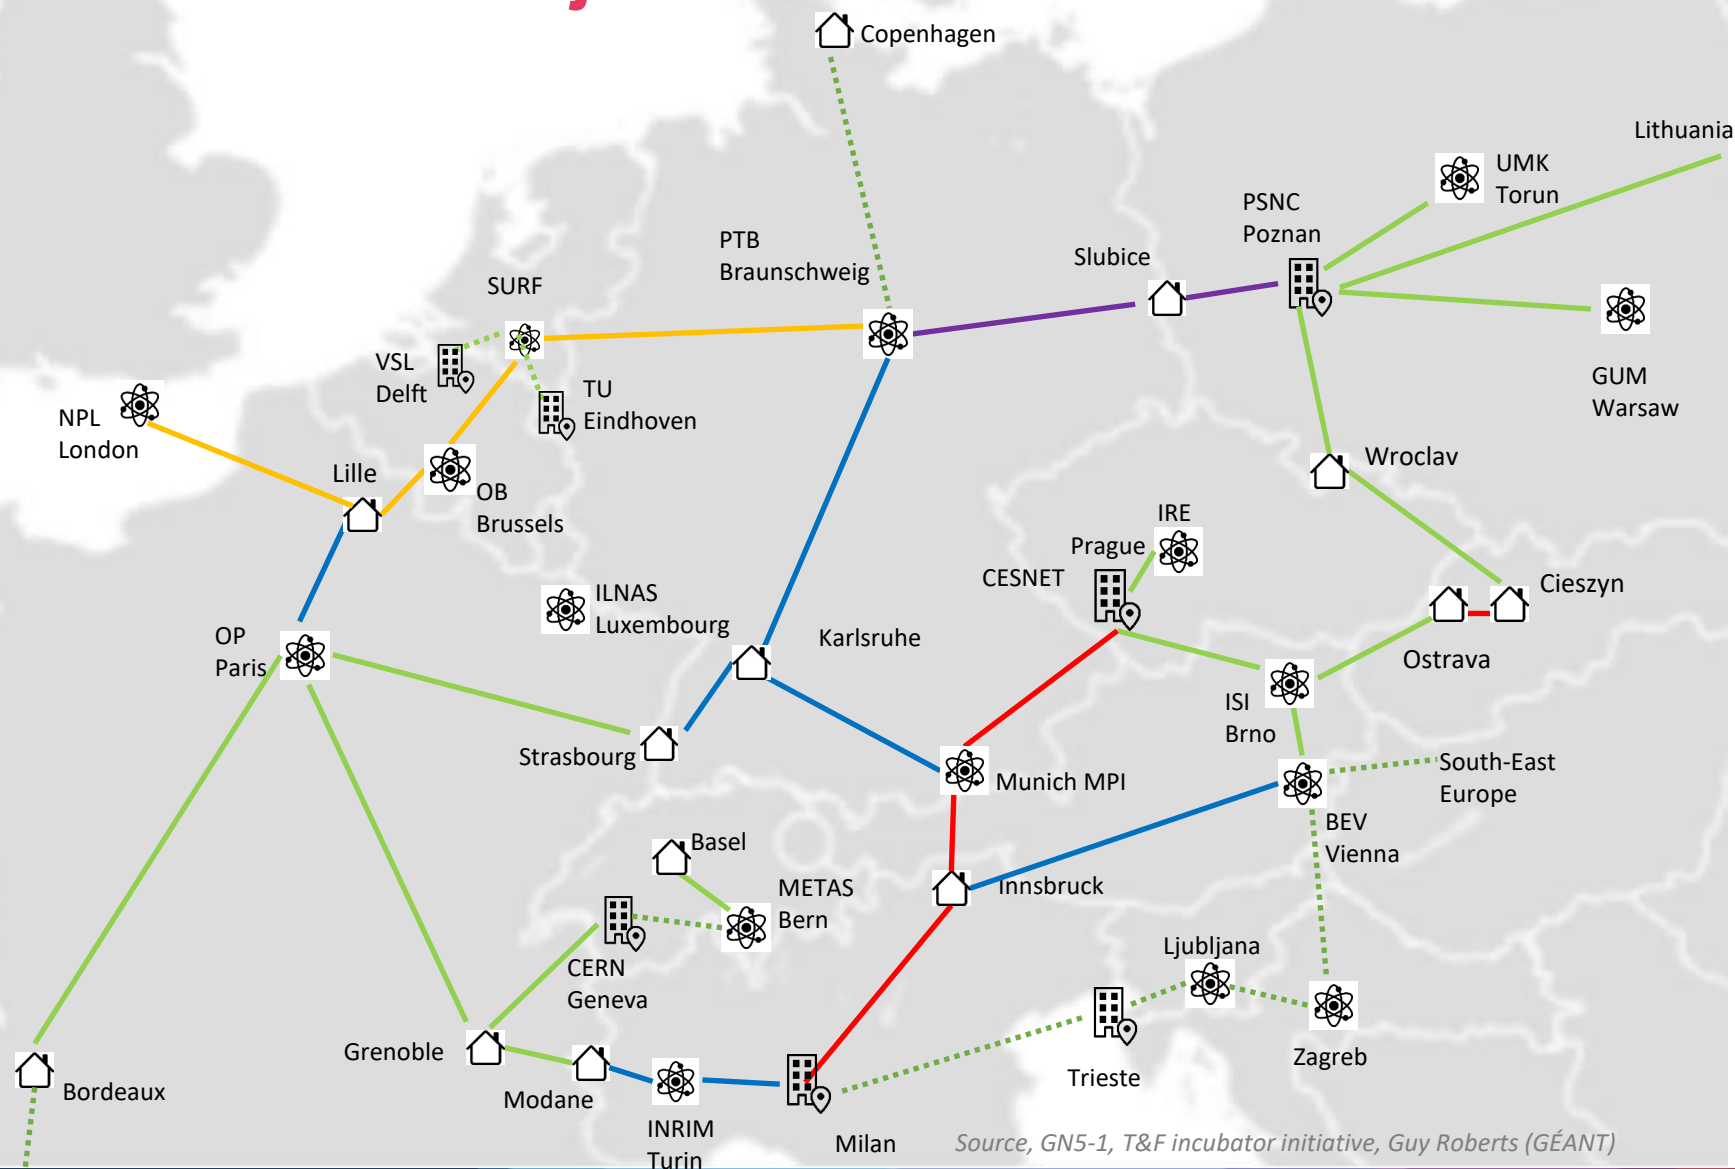 Copenhagen
Lithuania
UMK
Torun
PSNC
Poznan
PTB
Braunschweig
Slubice
SURF
VSL
Delft
TU
Eindhoven
GUM
Warsaw
NPL
London
Lille
OB
Brussels
Wroclav
IRE
Prague
CESNET
Cieszyn
ILNAS
Luxembourg
OP
Paris
Karlsruhe
Ostrava
ISI
Brno
Strasbourg
Munich MPI
South-East
Europe
BEV
Vienna
Basel
METAS
Bern
Innsbruck
Ljubljana
CERN
Geneva
Grenoble
Zagreb
Trieste
Bordeaux
Modane
INRIM
Turin
Milan
Source, GN5-1, T&F incubator initiative, Guy Roberts (GÉANT)